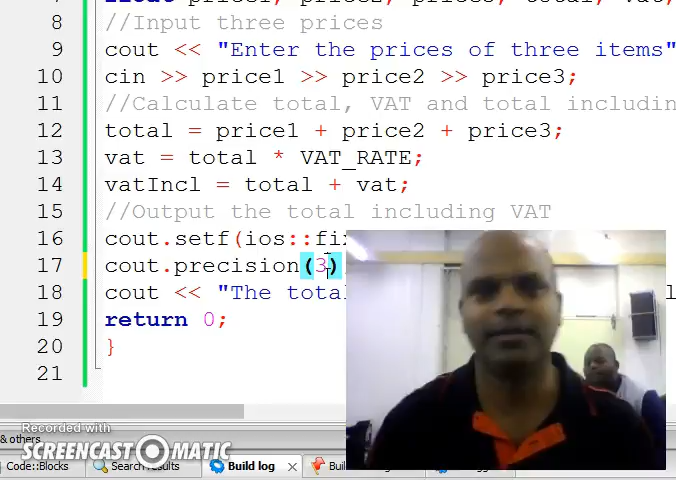 8 //Input three prices
9 cout << "Enter the prices of three items"
10 cin >> price1 >> price2 >> price3;
11 //Calculate total, VAT and total includin
12 total = price1 + price2 + price3;
13 vat = total * VAT_RATE;
14 vatIncl = total + vat;
15 //Output the total including VAT
16 cout.setf(ios::fix
17 cout.precision(3)
18 cout << "The total
19 return 0;
20 }
21
Recorded with
SCREENCAST-O-MATIC
& others
Code::Blocks Search results Build log Buil